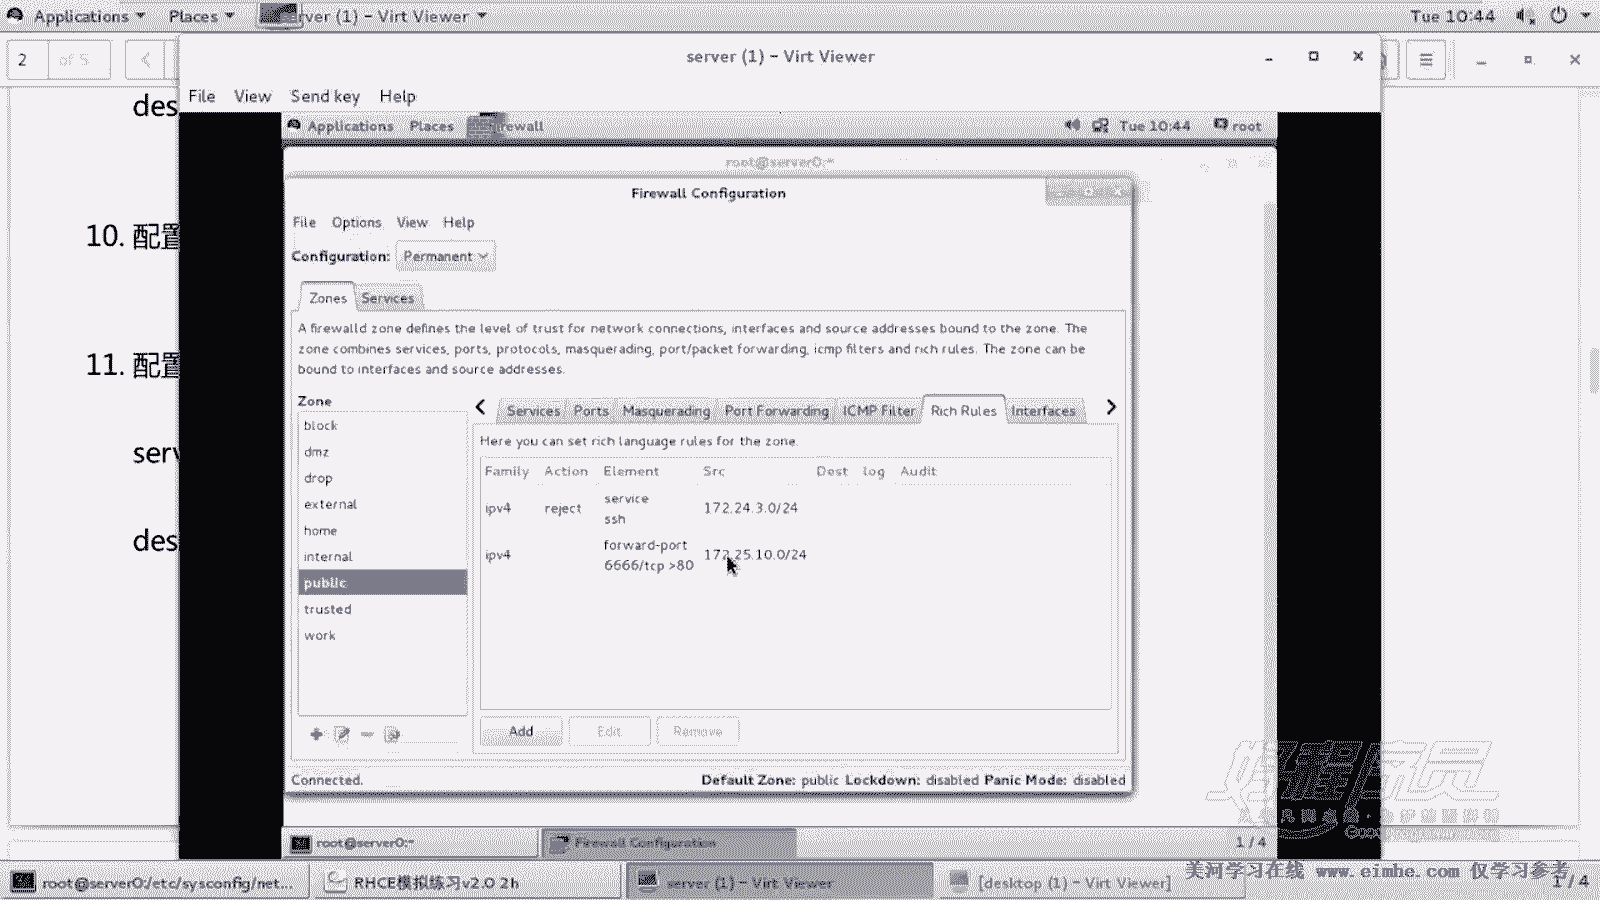 Applications Places rver (1) – Virt Viewer Tue 10:44
2 of 5
server (1) – Virt Viewer
File View Send key Help
des
10. 配置
11. 配置
serv
des
Applications Places rewall Tue 10:44 root
root@server0:~
Firewall Configuration
File Options View Help
Configuration: Permanent
Zones Services
A firewalld zone defines the level of trust for network connections, interfaces and source addresses bound to the zone. The
zone combines services, ports, protocols, masquerading, port/packet forwarding, icmp filters and rich rules. The zone can be
bound to interfaces and source addresses.
Zone
block
dmz
drop
external
home
internal
public
trusted
work
Services Ports Masquerading Port Forwarding ICMP Filter Rich Rules Interfaces
Here you can set rich language rules for the zone.
Family Action Element Src Dest log Audit
ipv4 reject service ssh 172.24.3.0/24
ipv4 forward-port 6666/tcp >80 172.25.10.0/24
Add Edit Remove
Connected. Default Zone: public Lockdown: disabled Panic Mode: disabled
root@server0:~ Firewall Configuration 1 / 4
好程序员
root@server0:/etc/sysconfig/net... RHCE模拟练习v2.0 2h server (1) – Virt Viewer [desktop (1) – Virt Viewer] 1 / 4
美河学习在线 www.eimhe.com 仅学习参考